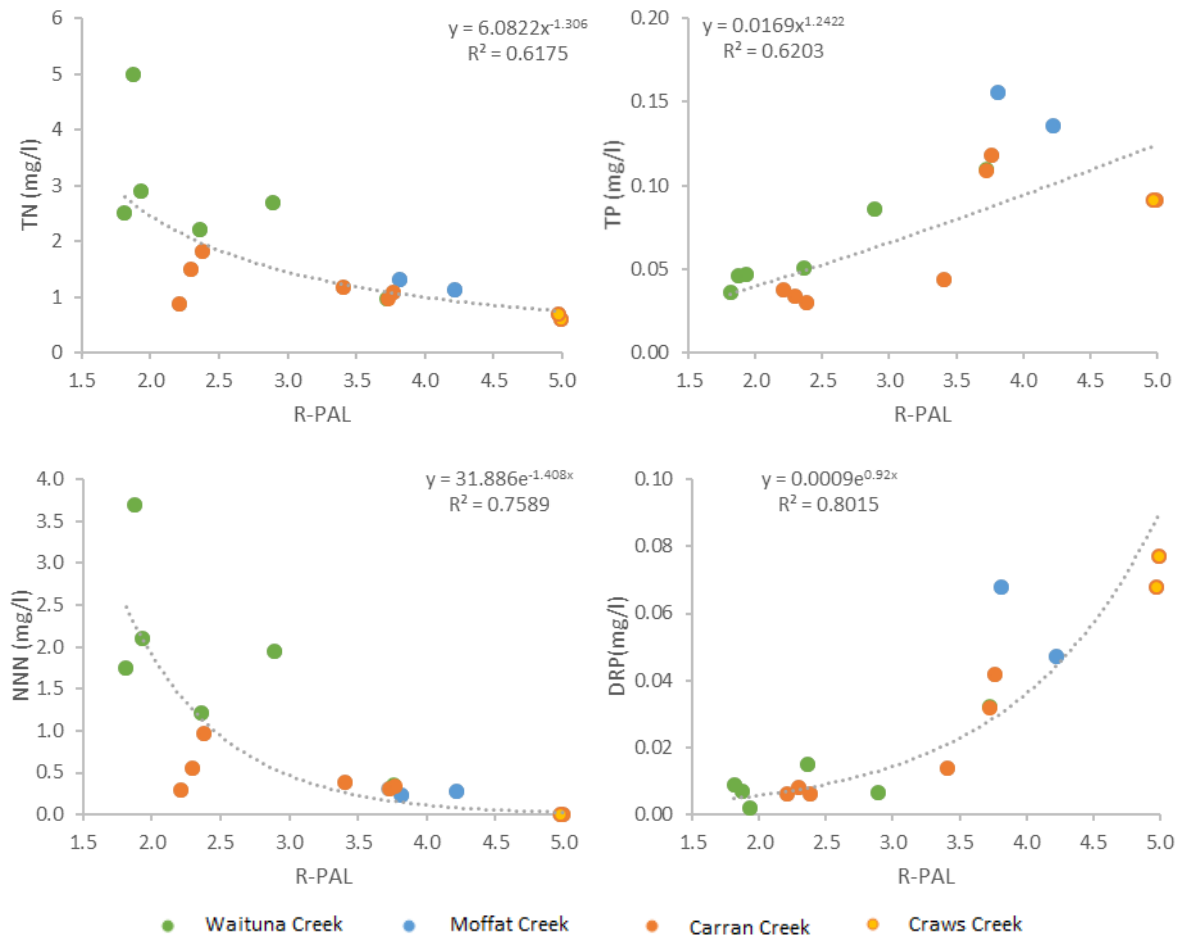 y = 6.0822x^-1.306
R² = 0.6175
6
5
4
3
2
1
0
TN (mg/l)
1.5 2.0 2.5 3.0 3.5 4.0 4.5 5.0
R-PAL
y = 0.0169x^1.2422
R² = 0.6203
0.20
0.15
0.10
0.05
0.00
TP (mg/l)
1.5 2.0 2.5 3.0 3.5 4.0 4.5 5.0
R-PAL
y = 31.886e^-1.408x
R² = 0.7589
4.0
3.5
3.0
2.5
2.0
1.5
1.0
0.5
0.0
NNN (mg/l)
1.5 2.0 2.5 3.0 3.5 4.0 4.5 5.0
R-PAL
y = 0.0009e^0.92x
R² = 0.8015
0.10
0.08
0.06
0.04
0.02
0.00
DRP(mg/l)
1.5 2.0 2.5 3.0 3.5 4.0 4.5 5.0
R-PAL
Waituna Creek Moffat Creek Carran Creek Craws Creek